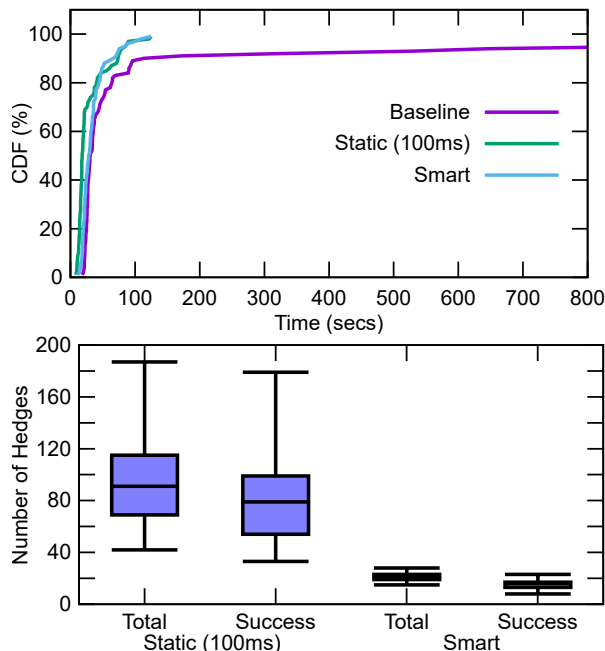 100
80
60
40
20
0
CDF (%)
Baseline
Static (100ms)
Smart
0 100 200 300 400 500 600 700 800
Time (secs)
200
160
120
80
40
0
Number of Hedges
Total Success Total Success
Static (100ms) Smart